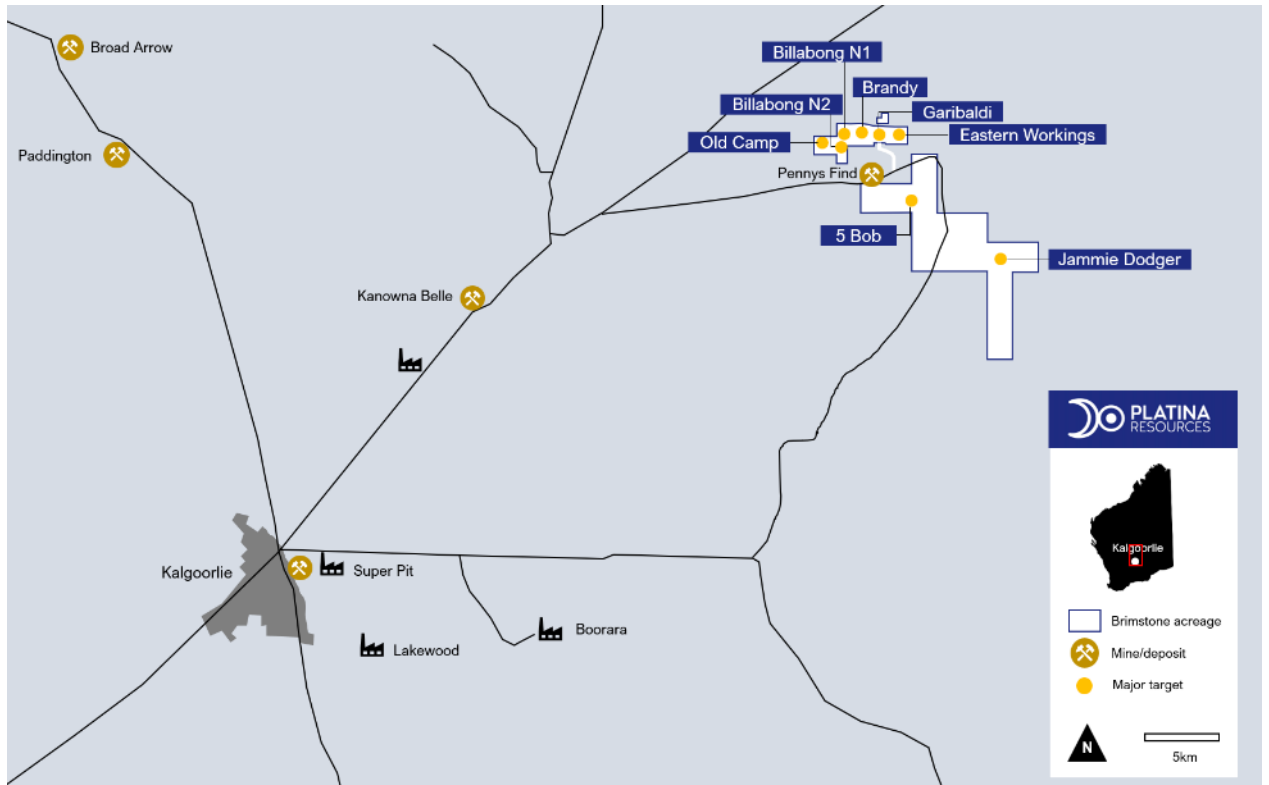 Broad Arrow
Billabong N1
Brandy
Billabong N2
Garibaldi
Old Camp
Eastern Workings
Paddington
Pennys Find
5 Bob
Jammie Dodger
Kanowna Belle
PLATINA
RESOURCES
Kalgoorlie
Kalgoorlie
Super Pit
Brimstone acreage
Boorara
Lakewood
Mine/deposit
Major target
N
5km